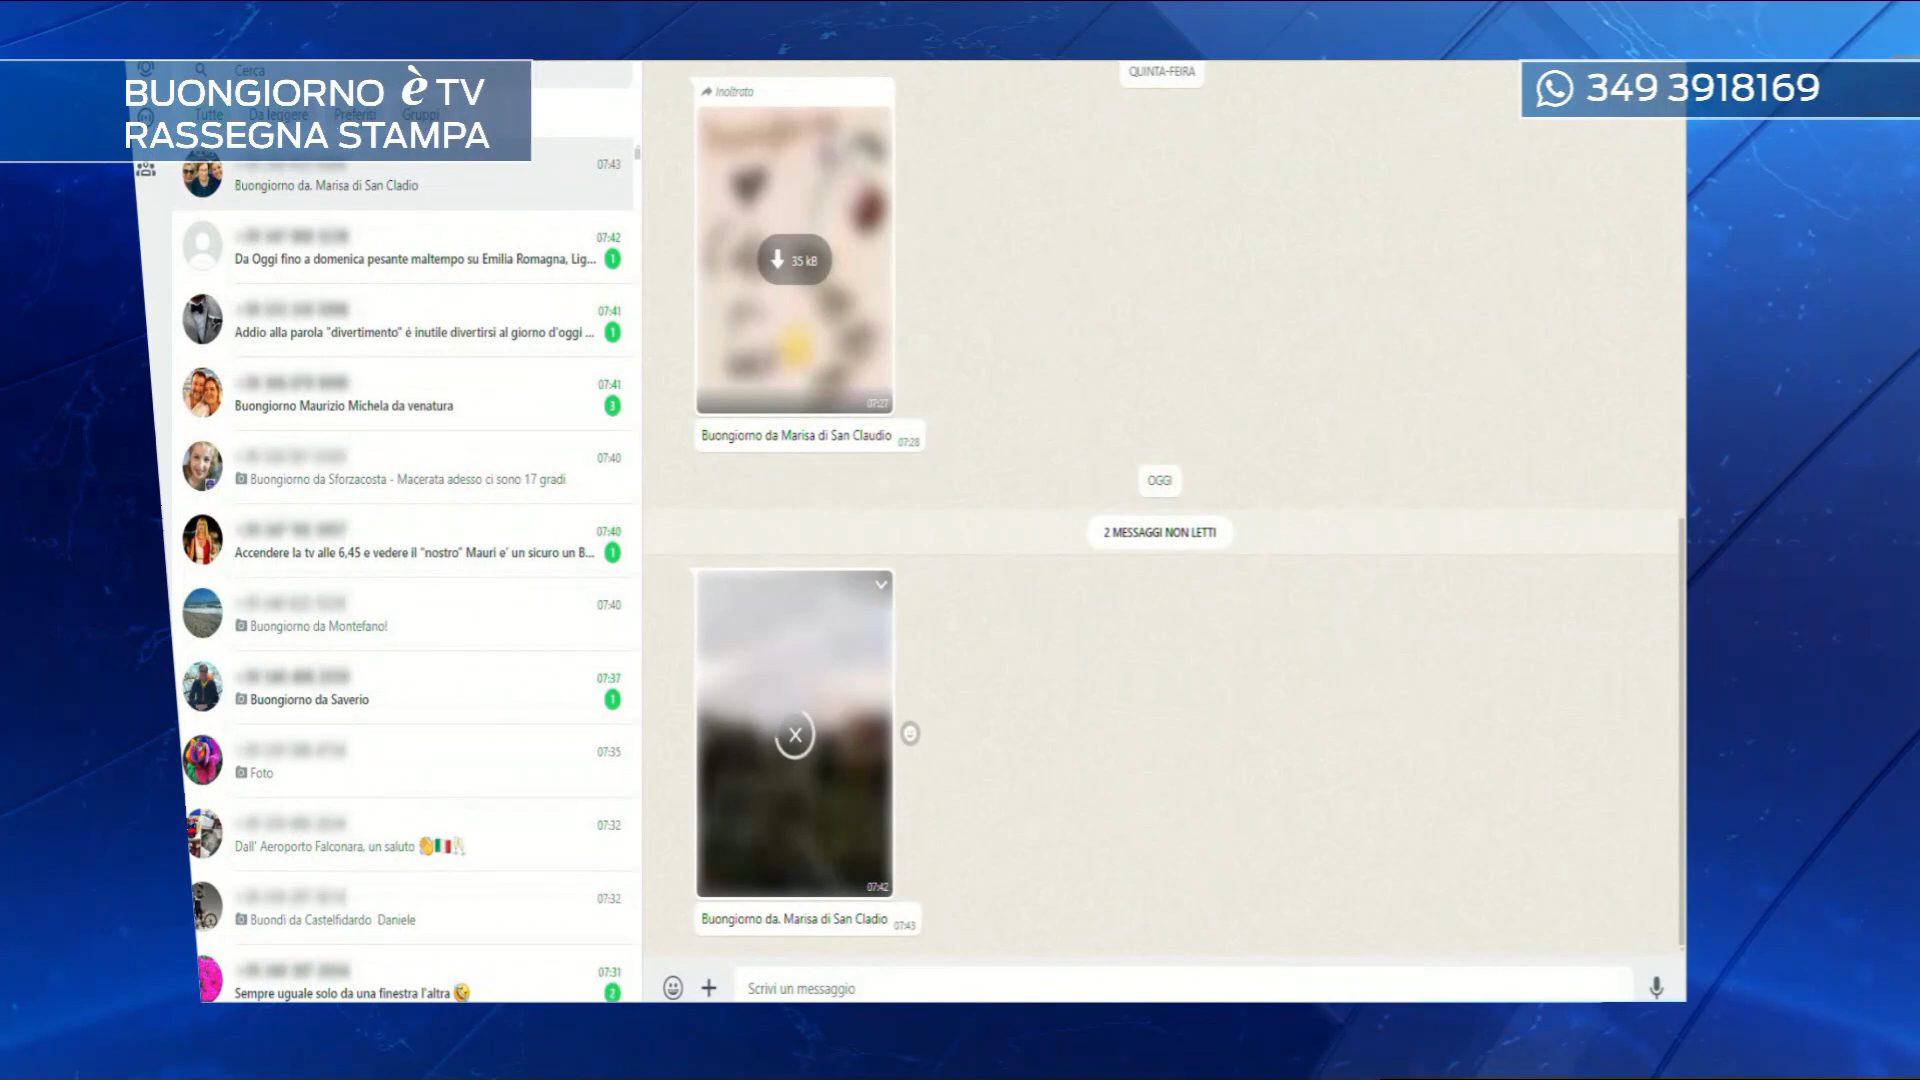 BUONGIORNO è TV
RASSEGNA STAMPA
349 3918169
Cerca
Tutte Da leggere Preferiti Gruppi
07:43
Buongiorno da. Marisa di San Cladio
07:42
Da Oggi fino a domenica pesante maltempo su Emilia Romagna, Lig... 1
07:41
Addio alla parola "divertimento" è inutile divertirsi al giorno d'oggi ... 1
07:41
Buongiorno Maurizio Michela da venatura 3
07:40
Buongiorno da Sforzacosta - Macerata adesso ci sono 17 gradi
07:40
Accendere la tv alle 6,45 e vedere il "nostro" Mauri e' un sicuro un B... 1
07:40
Buongiorno da Montefano!
07:37
Buongiorno da Saverio 1
07:35
Foto
07:32
Dall' Aeroporto Falconara, un saluto 👏🇮🇹🥂
07:32
Buondì da Castelfidardo Daniele
07:31
Sempre uguale solo da una finestra l'altra 2
QUINTA-FEIRA
Inoltrato
35 kB
07:27
Buongiorno da Marisa di San Claudio 07:28
OGGI
2 MESSAGGI NON LETTI
07:42
Buongiorno da. Marisa di San Cladio 07:43
Scrivi un messaggio